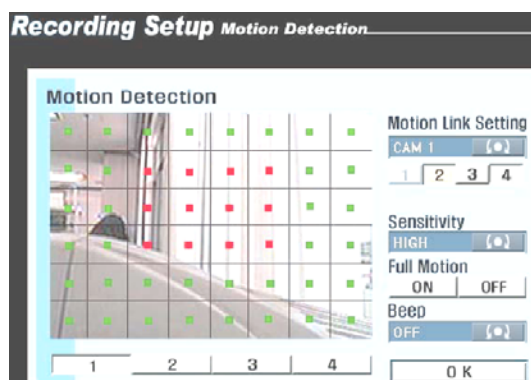 Recording Setup Motion Detection
Motion Detection
Motion Link Setting
CAM 1
1 2 3 4
Sensitivity
HIGH
Full Motion
ON OFF
Beep
OFF
1 2 3 4
OK